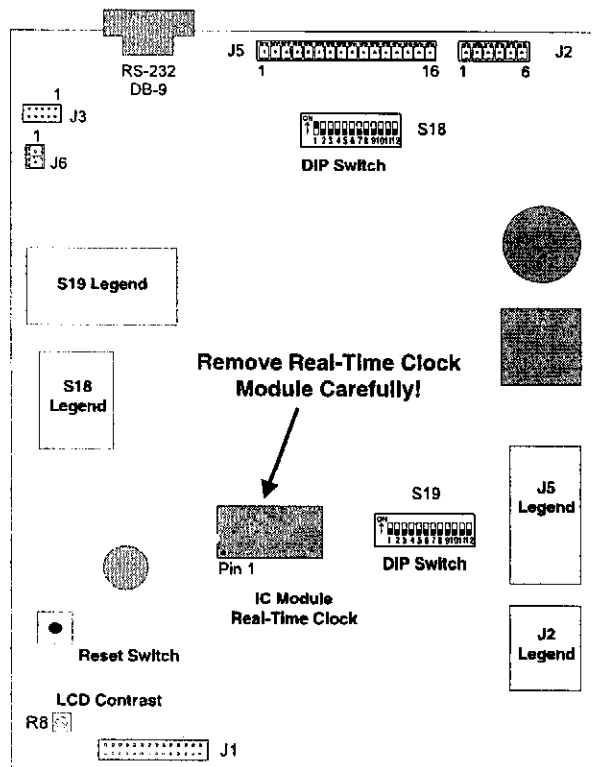 J5
J2
RS-232
DB-9
1
16
1
6
1
J3
1
J6
ON
1 2 3 4 5 6 7 8 9 10 11 12
S18
DIP Switch
S19 Legend
Remove Real-Time Clock
Module Carefully!
S18
Legend
S19
J5
Legend
ON
1 2 3 4 5 6 7 8 9 10 11 12
DIP Switch
Pin 1
IC Module
Real-Time Clock
J2
Legend
Reset Switch
LCD Contrast
R8
J1